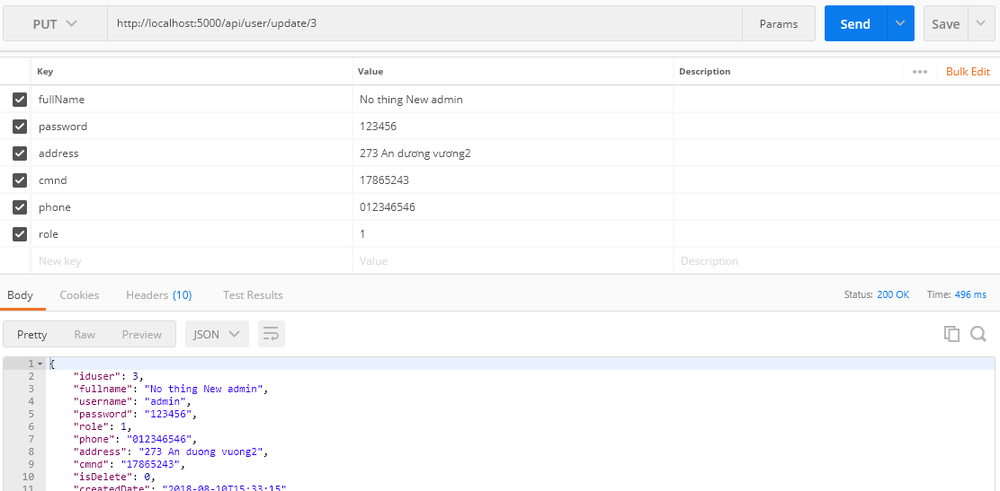 PUT http://localhost:5000/api/user/update/3 Params Send Save
Key Value Description Bulk Edit
fullName No thing New admin
password 123456
address 273 An dương vương2
cmnd 17865243
phone 012346546
role 1
New key Value Description
Body Cookies Headers (10) Test Results Status: 200 OK Time: 496 ms
Pretty Raw Preview JSON
1 {
2 "iduser": 3,
3 "fullname": "No thing New admin",
4 "username": "admin",
5 "password": "123456",
6 "role": 1,
7 "phone": "012346546",
8 "address": "273 An duong vuong2",
9 "cmnd": "17865243",
10 "isDelete": 0,
11 "createdDate": "2018-08-10T15:33:15"